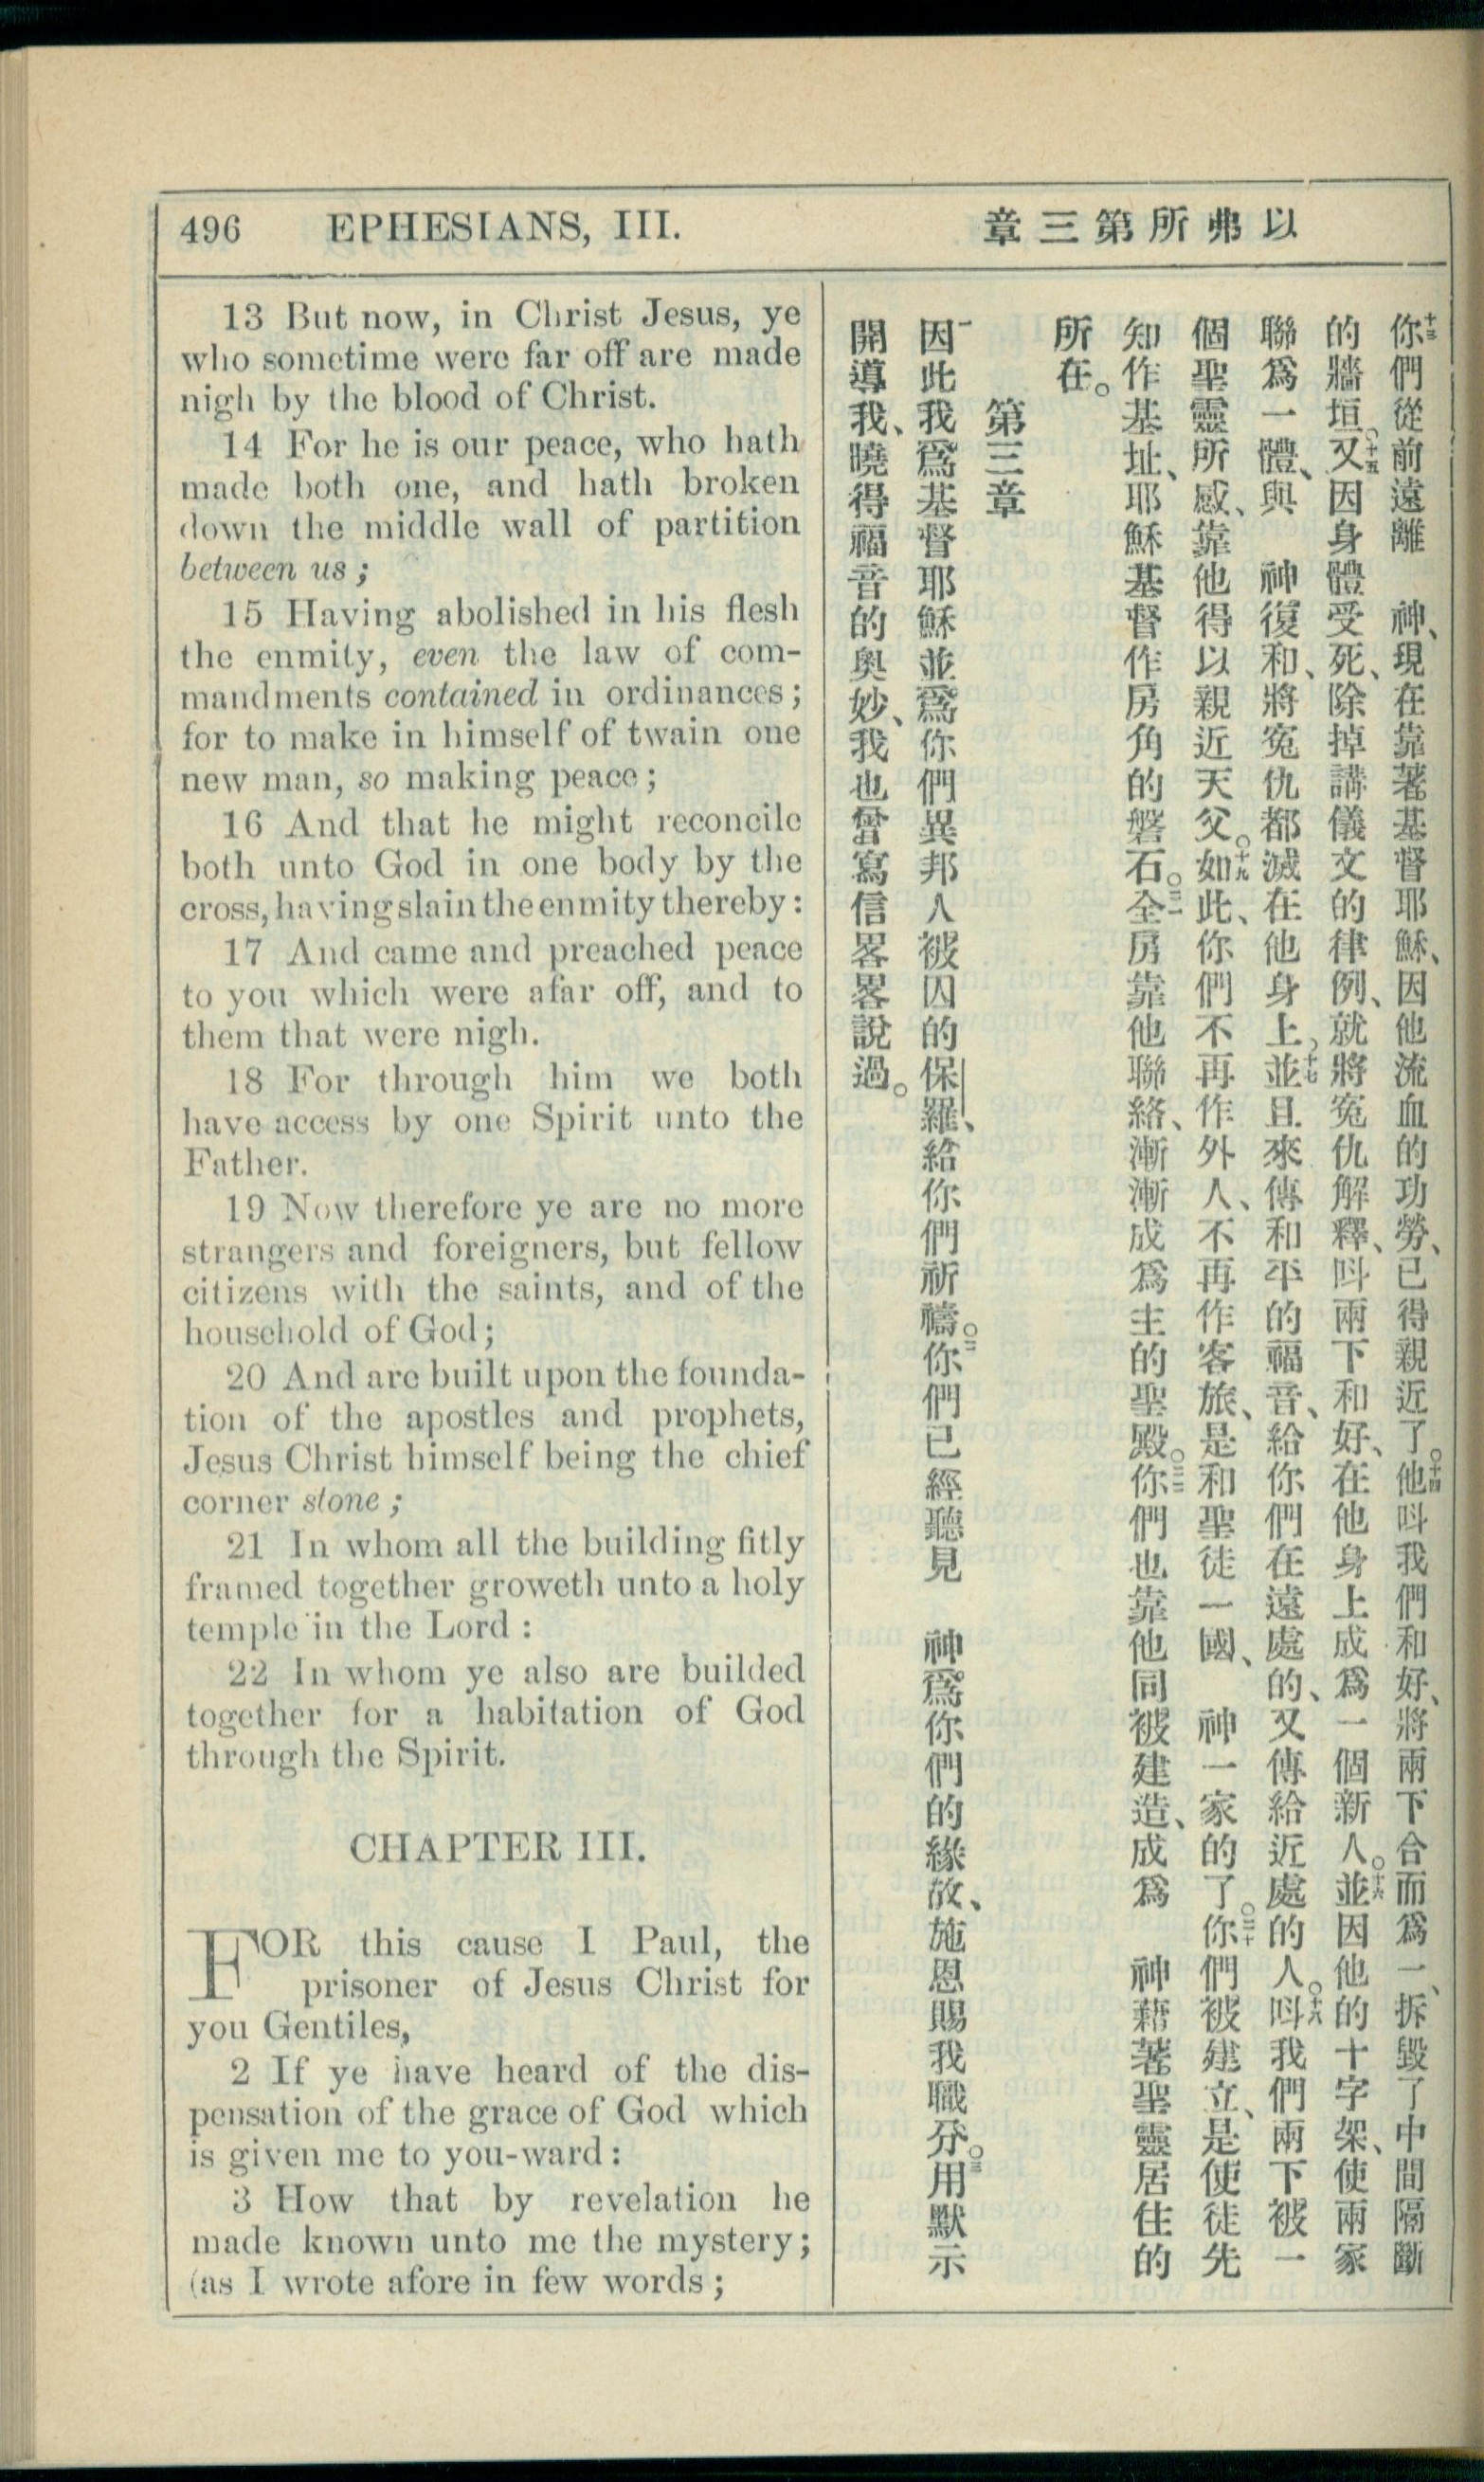 496 EPHESIANS, III.
章三第所弗以
13 But now, in Christ Jesus, ye
who sometime were far off are made
nigh by the blood of Christ.
14 For he is our peace, who hath
made both one, and hath broken
down the middle wall of partition
between us ;
15 Having abolished in his flesh
the enmity, even the law of com-
mandments contained in ordinances ;
for to make in himself of twain one
new man, so making peace ;
16 And that he might reconcile
both unto God in one body by the
cross, having slain the enmity thereby :
17 And came and preached peace
to you which were afar off, and to
them that were nigh.
18 For through him we both
have access by one Spirit unto the
Father.
19 Now therefore ye are no more
strangers and foreigners, but fellow
citizens with the saints, and of the
household of God ;
20 And are built upon the founda-
tion of the apostles and prophets,
Jesus Christ himself being the chief
corner stone ;
21 In whom all the building fitly
framed together groweth unto a holy
temple in the Lord :
22 In whom ye also are builded
together for a habitation of God
through the Spirit.
CHAPTER III.
FOR this cause I Paul, the
prisoner of Jesus Christ for
you Gentiles,
2 If ye have heard of the dis-
pensation of the grace of God which
is given me to you-ward :
3 How that by revelation he
made known unto me the mystery ;
(as I wrote afore in few words ;
十三你們從前遠離 神、現在靠著基督耶穌、因他流血的功勞、已得親近了。十四他呌我們和好、將兩下合而爲一、拆毀了中間隔斷
的牆垣。十五又因身體受死、除掉講儀文的律例、就將寃仇解釋、呌兩下和好、在他身上成爲一個新人。十六並因他的十字架、使兩家
聯爲一體、與 神復和、將寃仇都滅在他身上、十七並且來傳和平的福音、給你們在遠處的、又傳給近處的人。十八呌我們兩下被一
個聖靈所感、靠他得以親近天父。十九如此、你們不再作外人、不再作客旅、是和聖徒一國、 神一家的了。二十你們被建立、是使徒先
知作基址、耶穌基督作房角的磐石。二一全房靠他聯絡、漸漸成爲主的聖殿。二二你們也靠他同被建造、成爲 神藉著聖靈居住的
所在。
第三章
一因此我爲基督耶穌並爲你們異邦人被囚的保羅、給你們祈禱。二你們已經聽見 神爲你們的緣故、施恩賜我職分。三用默示
開導我、曉得福音的奧妙、我也曾寫信畧畧說過。